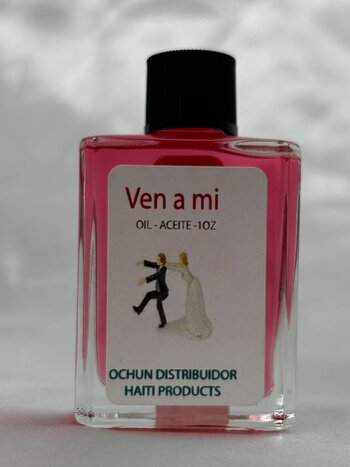 Ven a mi
OIL - ACEITE -1OZ
OCHUN DISTRIBUIDOR
HAITI PRODUCTS